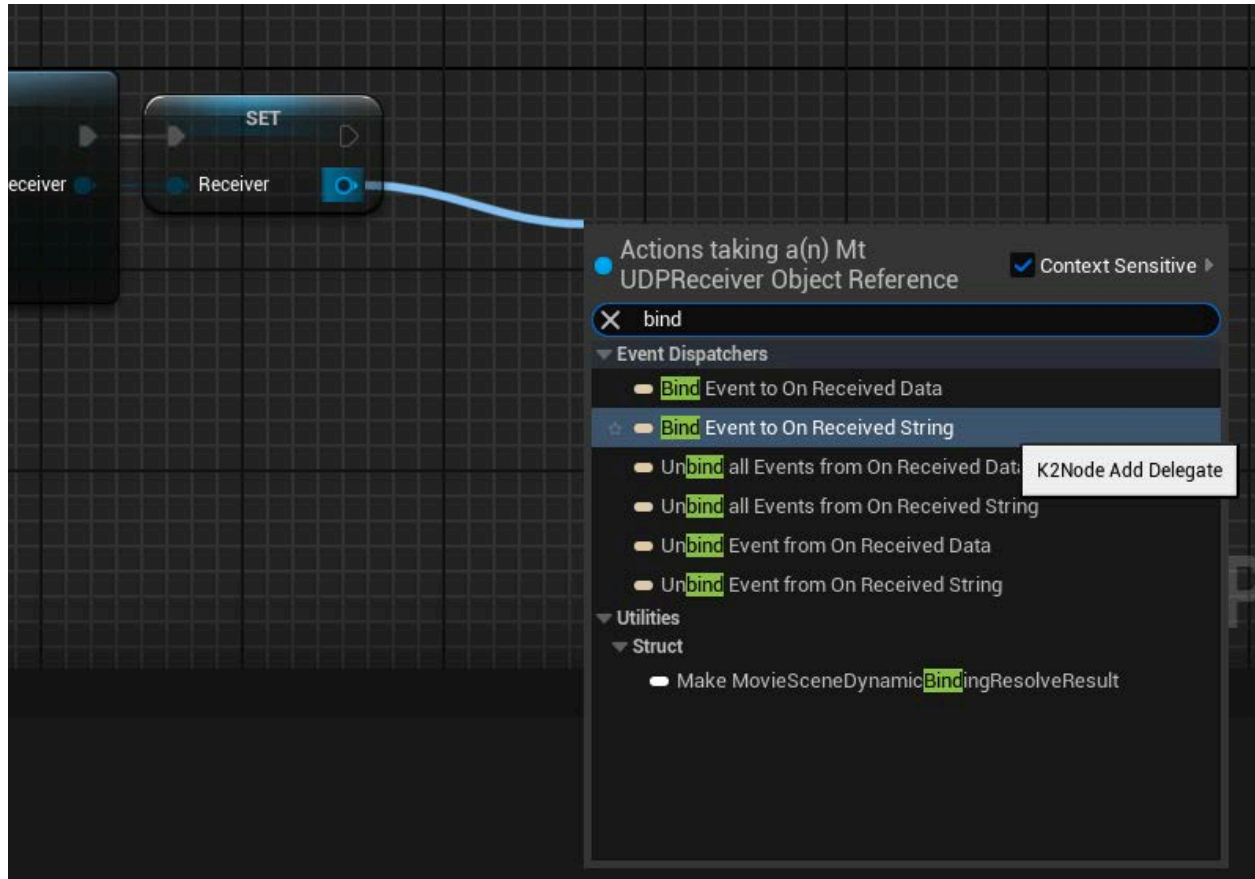 SET
eceiver
Receiver
Actions taking a(n) Mt
UDPReceiver Object Reference
Context Sensitive
bind
Event Dispatchers
Bind Event to On Received Data
Bind Event to On Received String
Unbind all Events from On Received Data
K2Node Add Delegate
Unbind all Events from On Received String
Unbind Event from On Received Data
Unbind Event from On Received String
P
Utilities
Struct
Make MovieSceneDynamicBindingResolveResult